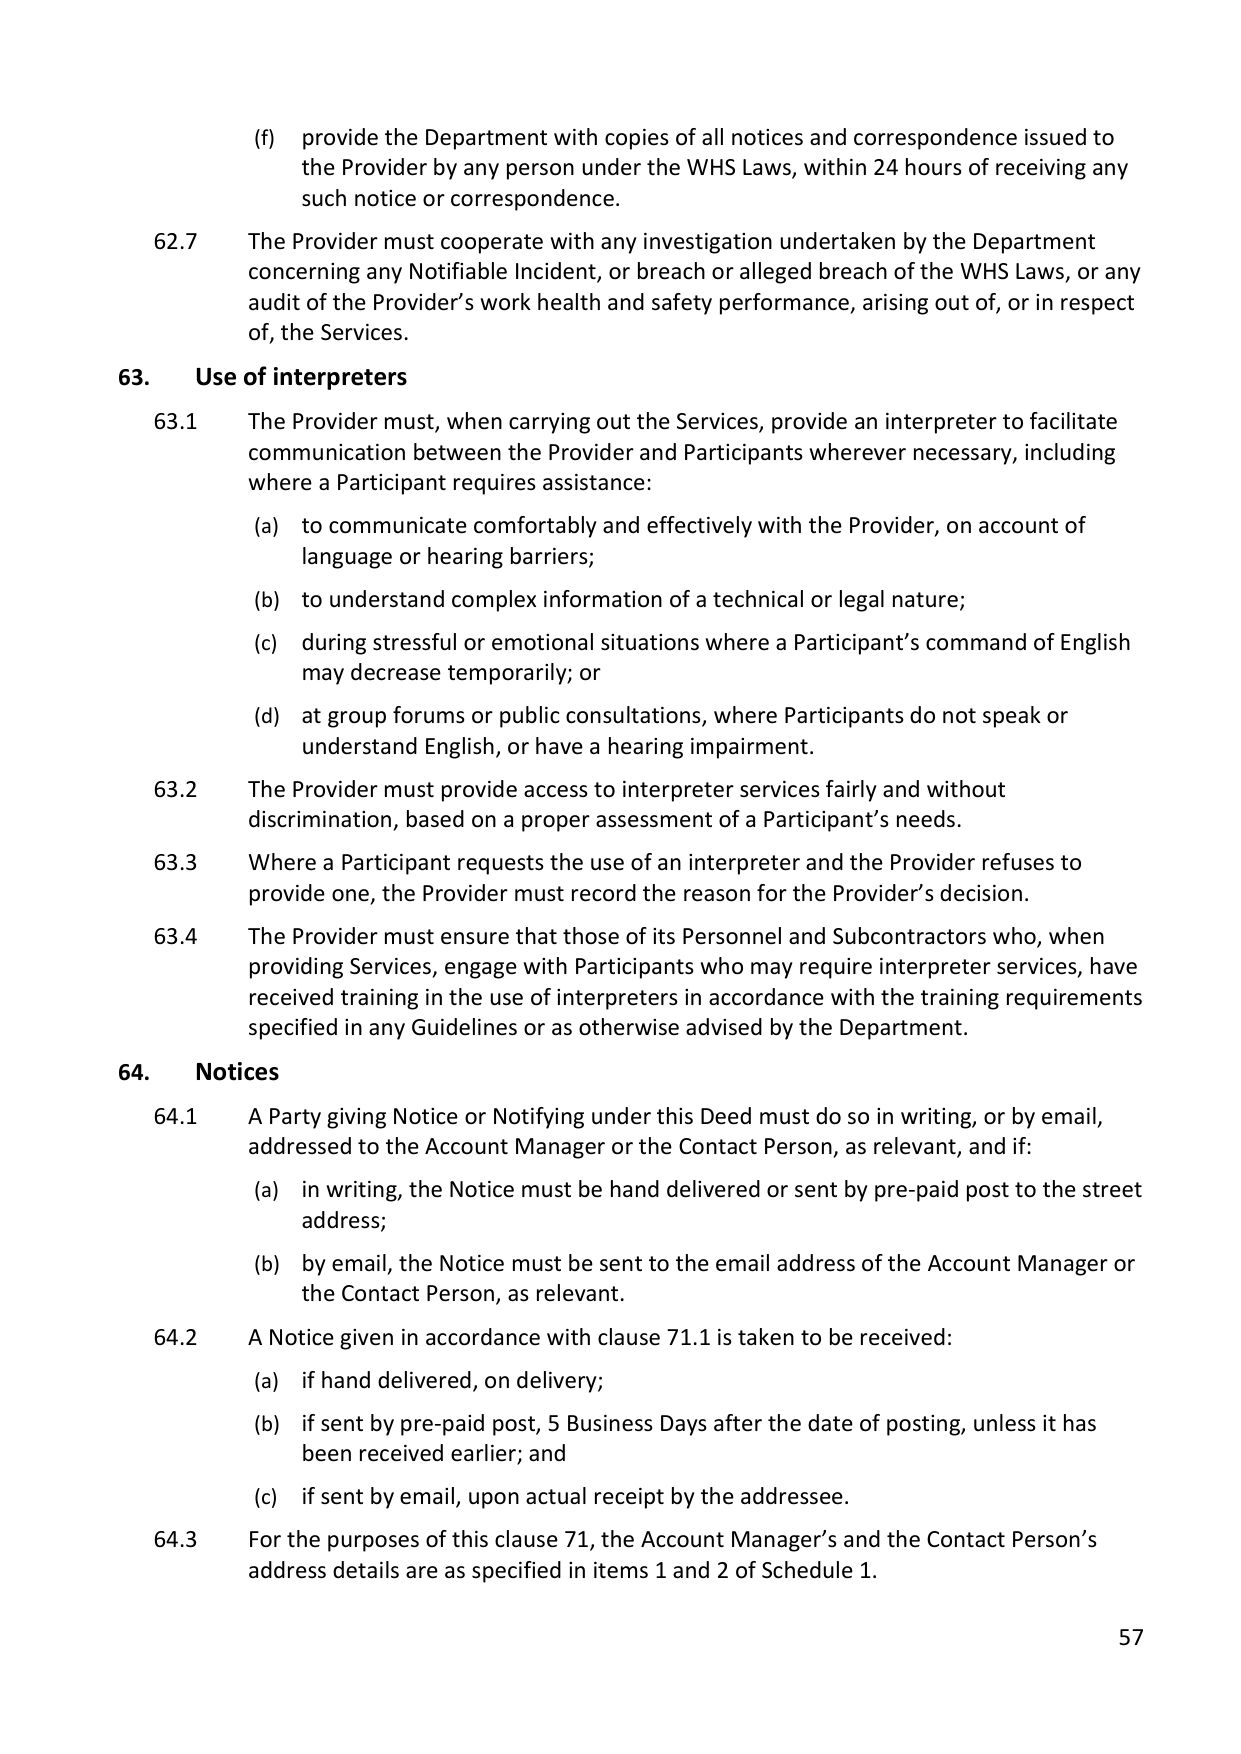 (f) provide the Department with copies of all notices and correspondence issued to
the Provider by any person under the WHS Laws, within 24 hours of receiving any
such notice or correspondence.
62.7 The Provider must cooperate with any investigation undertaken by the Department
concerning any Notifiable Incident, or breach or alleged breach of the WHS Laws, or any
audit of the Provider’s work health and safety performance, arising out of, or in respect
of, the Services.
63. Use of interpreters
63.1 The Provider must, when carrying out the Services, provide an interpreter to facilitate
communication between the Provider and Participants wherever necessary, including
where a Participant requires assistance:
(a) to communicate comfortably and effectively with the Provider, on account of
language or hearing barriers;
(b) to understand complex information of a technical or legal nature;
(c) during stressful or emotional situations where a Participant’s command of English
may decrease temporarily; or
(d) at group forums or public consultations, where Participants do not speak or
understand English, or have a hearing impairment.
63.2 The Provider must provide access to interpreter services fairly and without
discrimination, based on a proper assessment of a Participant’s needs.
63.3 Where a Participant requests the use of an interpreter and the Provider refuses to
provide one, the Provider must record the reason for the Provider’s decision.
63.4 The Provider must ensure that those of its Personnel and Subcontractors who, when
providing Services, engage with Participants who may require interpreter services, have
received training in the use of interpreters in accordance with the training requirements
specified in any Guidelines or as otherwise advised by the Department.
64. Notices
64.1 A Party giving Notice or Notifying under this Deed must do so in writing, or by email,
addressed to the Account Manager or the Contact Person, as relevant, and if:
(a) in writing, the Notice must be hand delivered or sent by pre-paid post to the street
address;
(b) by email, the Notice must be sent to the email address of the Account Manager or
the Contact Person, as relevant.
64.2 A Notice given in accordance with clause 71.1 is taken to be received:
(a) if hand delivered, on delivery;
(b) if sent by pre-paid post, 5 Business Days after the date of posting, unless it has
been received earlier; and
(c) if sent by email, upon actual receipt by the addressee.
64.3 For the purposes of this clause 71, the Account Manager’s and the Contact Person’s
address details are as specified in items 1 and 2 of Schedule 1.
57